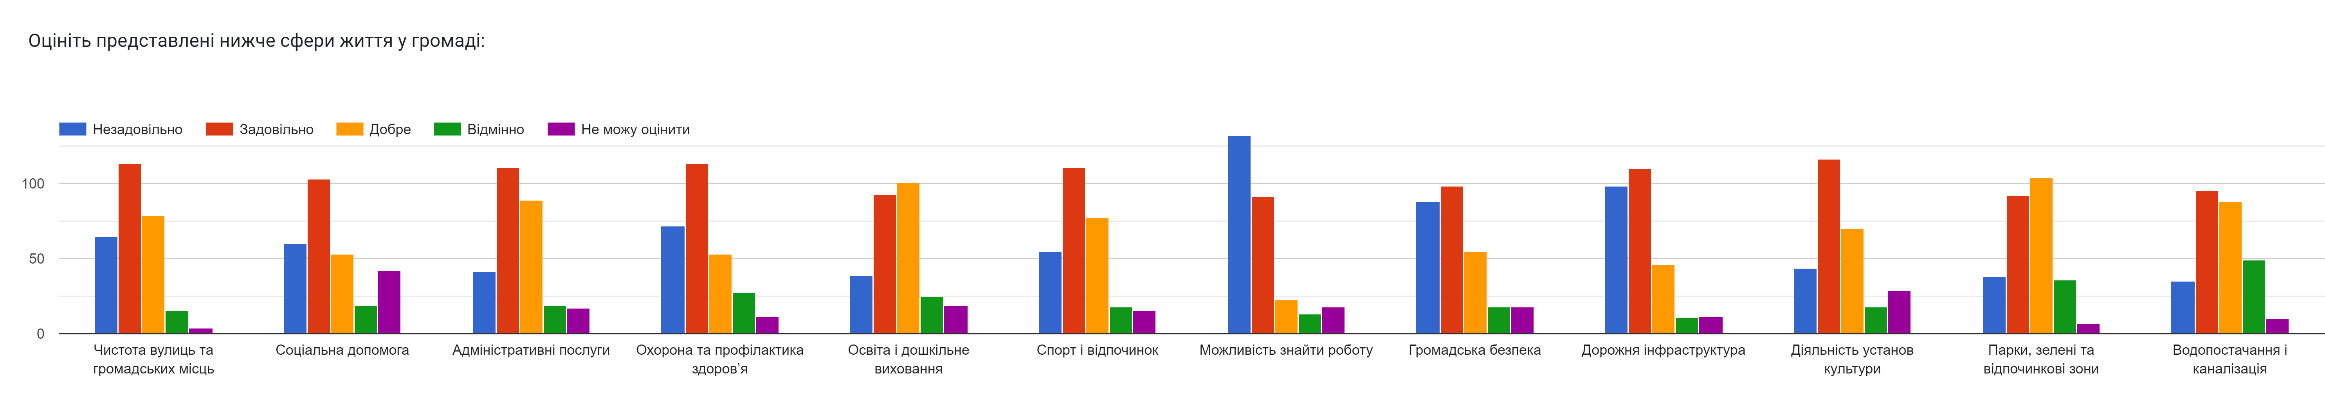 Оцініть представлені нижче сфери життя у громаді:
Незадовільно Задовільно Добре Відмінно Не можу оцінити
100
50
0
Чистота вулиць та
громадських місць
Соціальна допомога
Адміністративні послуги
Охорона та профілактика
здоров'я
Освіта і дошкільне
виховання
Спорт і відпочинок
Можливість знайти роботу
Громадська безпека
Дорожня інфраструктура
Діяльність установ
культури
Парки, зелені та
відпочинкові зони
Водопостачання і
каналізація